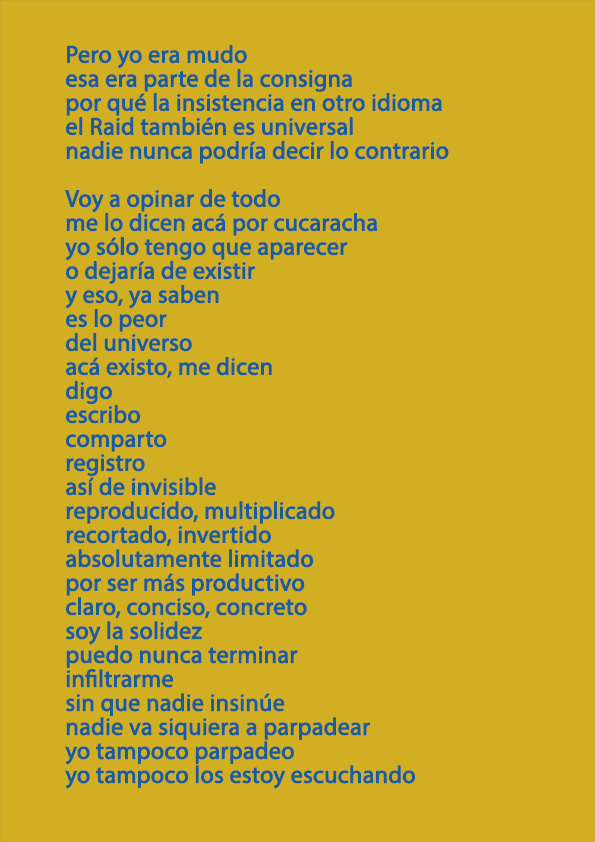 Pero yo era mudo
esa era parte de la consigna
por qué la insistencia en otro idioma
el Raid también es universal
nadie nunca podría decir lo contrario

Voy a opinar de todo
me lo dicen acá por cucaracha
yo sólo tengo que aparecer
o dejaría de existir
y eso, ya saben
es lo peor
del universo
acá existo, me dicen
digo
escribo
comparto
registro
así de invisible
reproducido, multiplicado
recortado, invertido
absolutamente limitado
por ser más productivo
claro, conciso, concreto
soy la solidez
puedo nunca terminar
infiltrarme
sin que nadie insinúe
nadie va siquiera a parpadear
yo tampoco parpadeo
yo tampoco los estoy escuchando